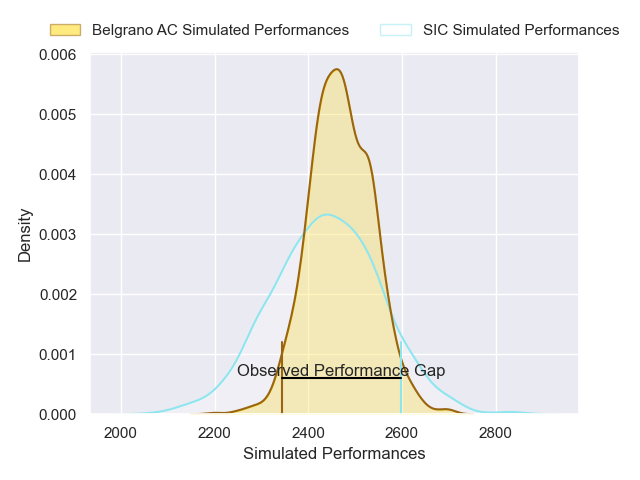 Belgrano AC Simulated Performances SIC Simulated Performances
0.006
0.005
0.004
0.003
0.002
0.001
0.000
Density
Observed Performance Gap
2000 2200 2400 2600 2800
Simulated Performances